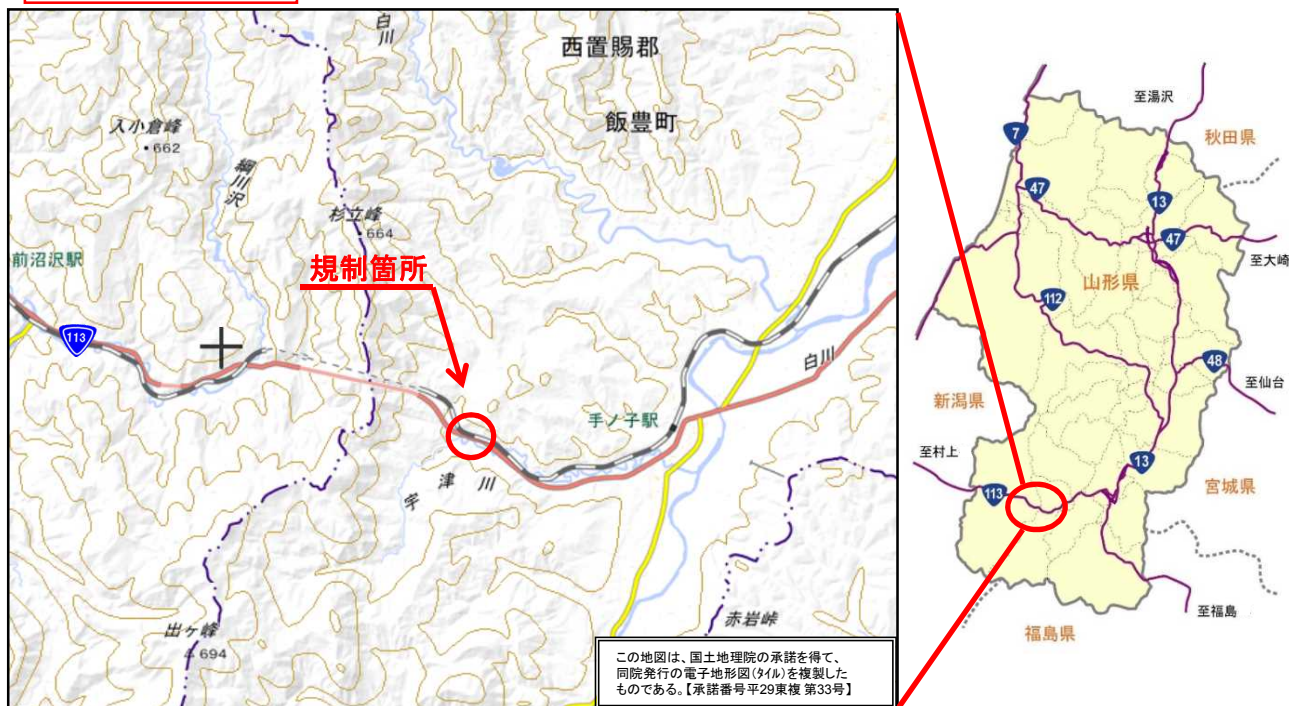 白川
西置賜郡
飯豊町
入小倉峰
・662
綱川沢
杉立峰
・664
前沼沢駅
規制箇所
113
白川
手ノ子駅
宇津川
出ケ峰
694
赤岩峠
この地図は、国土地理院の承諾を得て、
同院発行の電子地形図(タイル)を複製した
ものである。【承諾番号平29東複 第33号】
至湯沢
7
秋田県
47
13
47
至大崎
山形県
112
48
至仙台
新潟県
至村上
13
113
宮城県
至福島
福島県